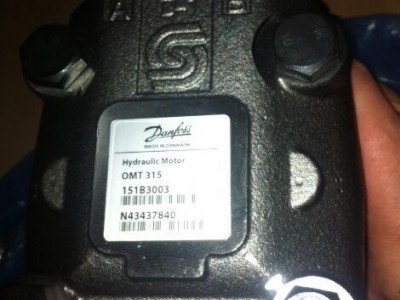 A B
Danfoss
MADE IN DENMARK
Hydraulic Motor
OMT 315
151B3003
N43437840